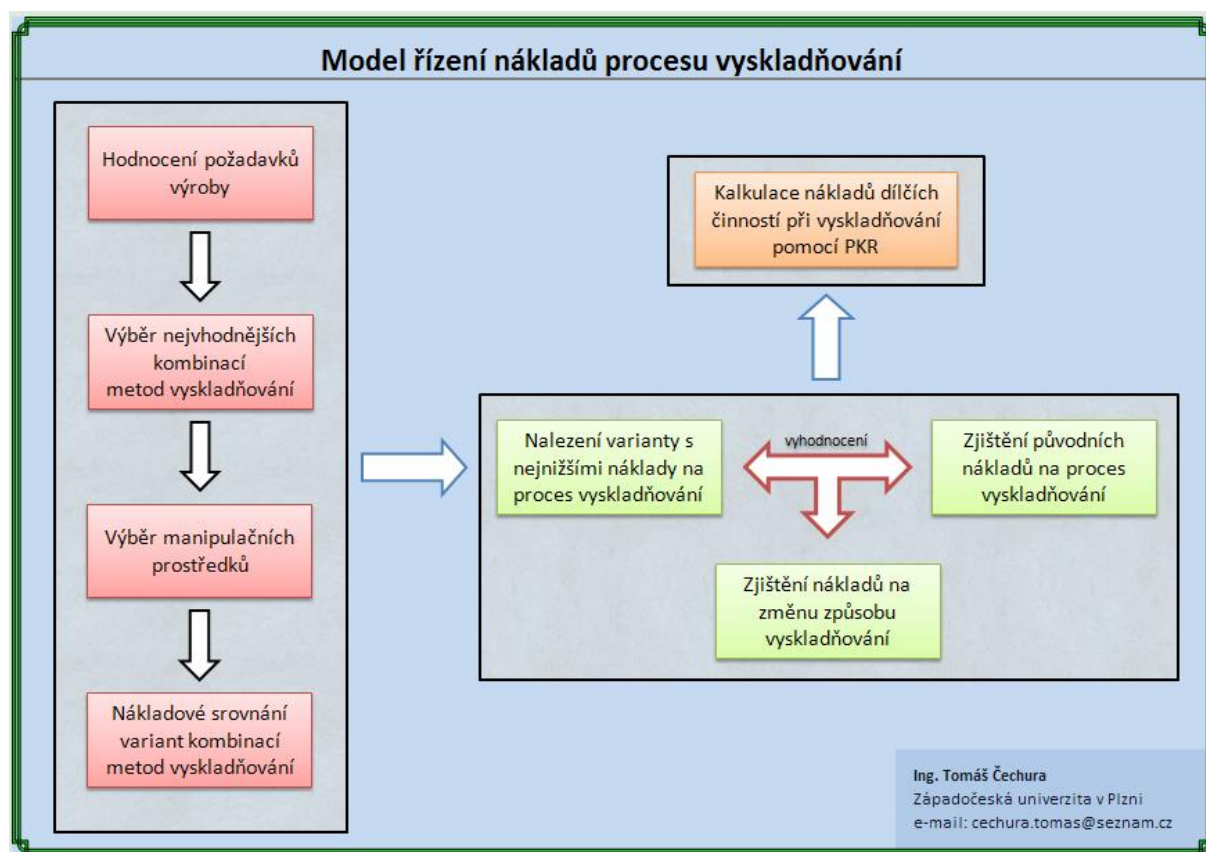 Model řízení nákladů procesu vyskladňování
Hodnocení požadavků
výroby
Výběr nejvhodnějších
kombinací
metod vyskladňování
Výběr manipulačních
prostředků
Nákladové srovnání
variant kombinací
metod vyskladňování
Kalkulace nákladů dílčích
činností při vyskladňování
pomocí PKR
Nalezení varianty s
nejnižšími náklady na
proces vyskladňování
vyhodnocení
Zjištění původních
nákladů na proces
vyskladňování
Zjištění nákladů na
změnu způsobu
vyskladňování
Ing. Tomáš Čechura
Západočeská univerzita v Plzni
e-mail: cechura.tomas@seznam.cz